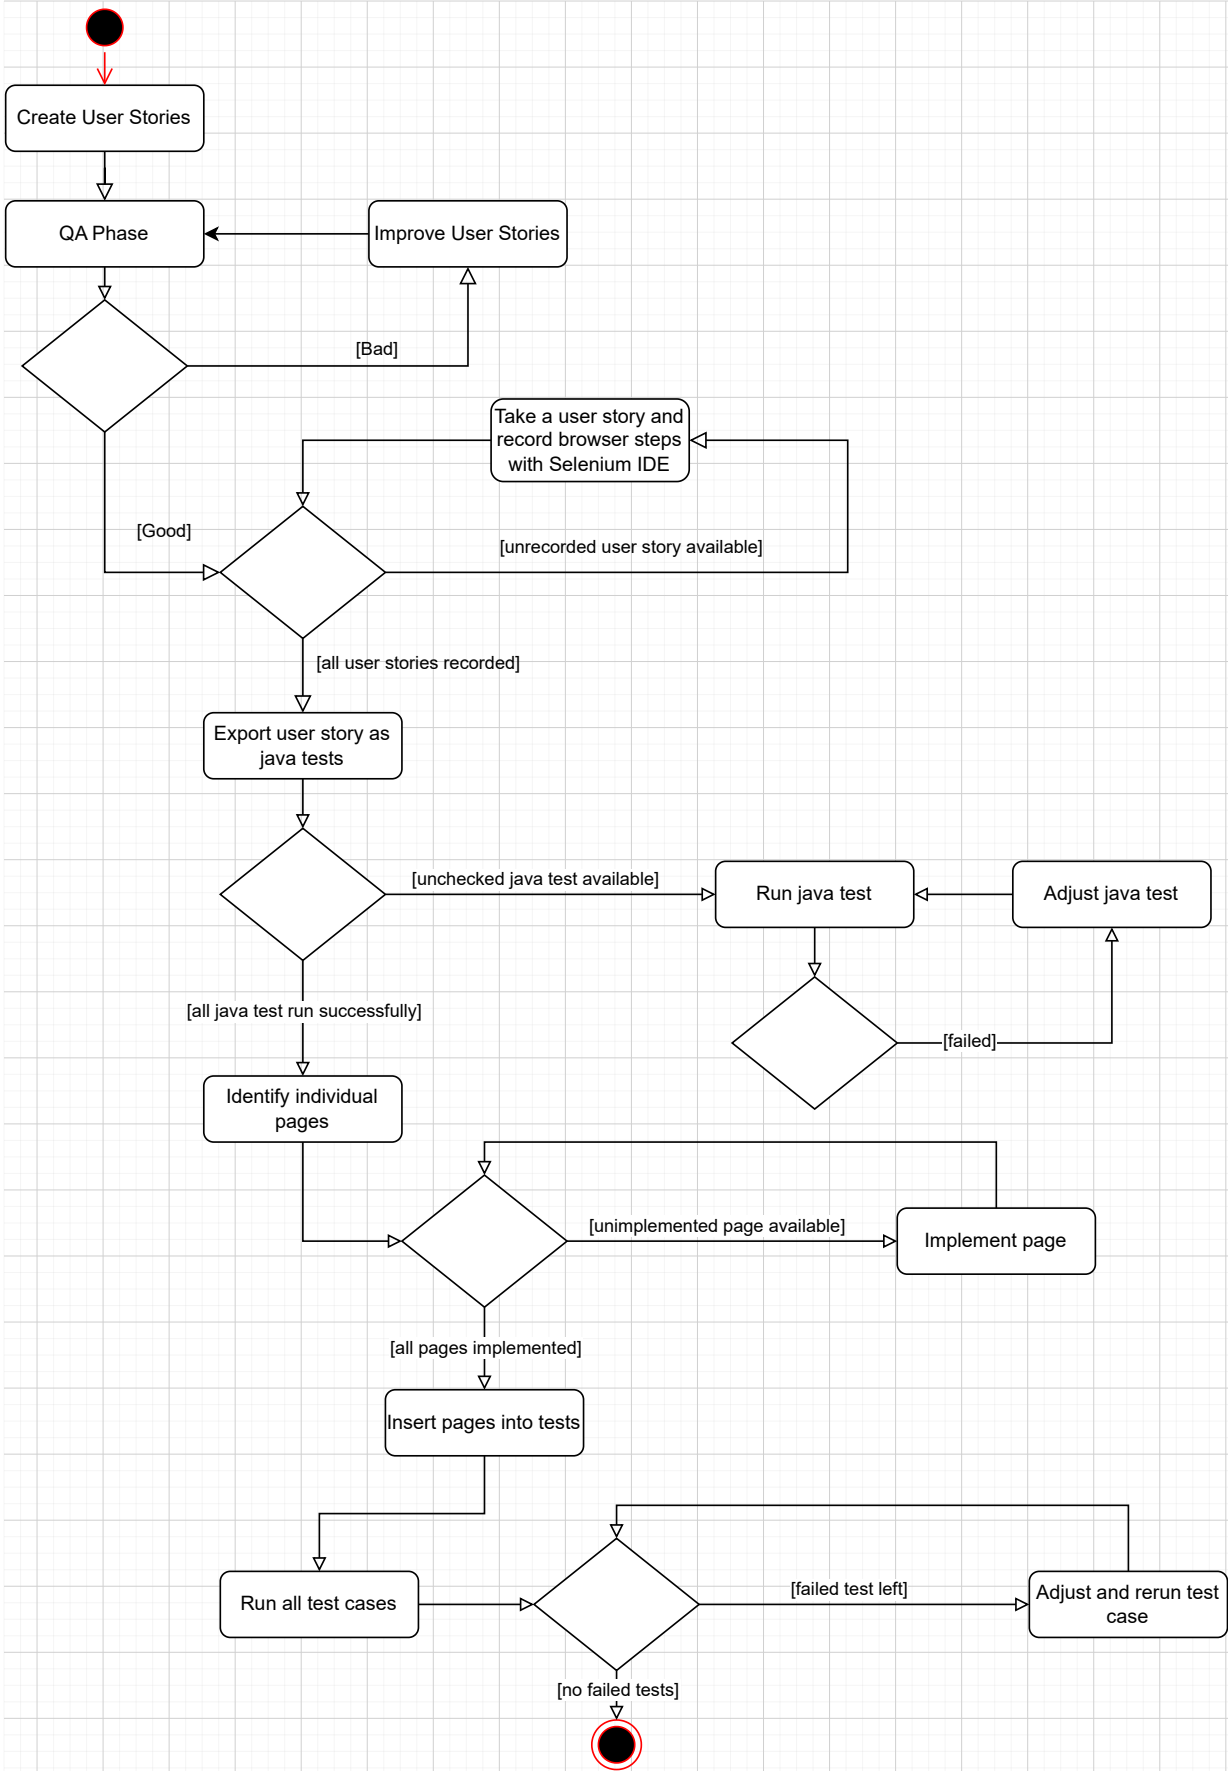 Create User Stories
QA Phase
Improve User Stories
[Bad]
Take a user story and
record browser steps
with Selenium IDE
[Good]
[unrecorded user story available]
[all user stories recorded]
Export user story as
java tests
[unchecked java test available]
Run java test
Adjust java test
[all java test run successfully]
[failed]
Identify individual
pages
[unimplemented page available]
Implement page
[all pages implemented]
Insert pages into tests
Run all test cases
[failed test left]
Adjust and rerun test
case
[no failed tests]